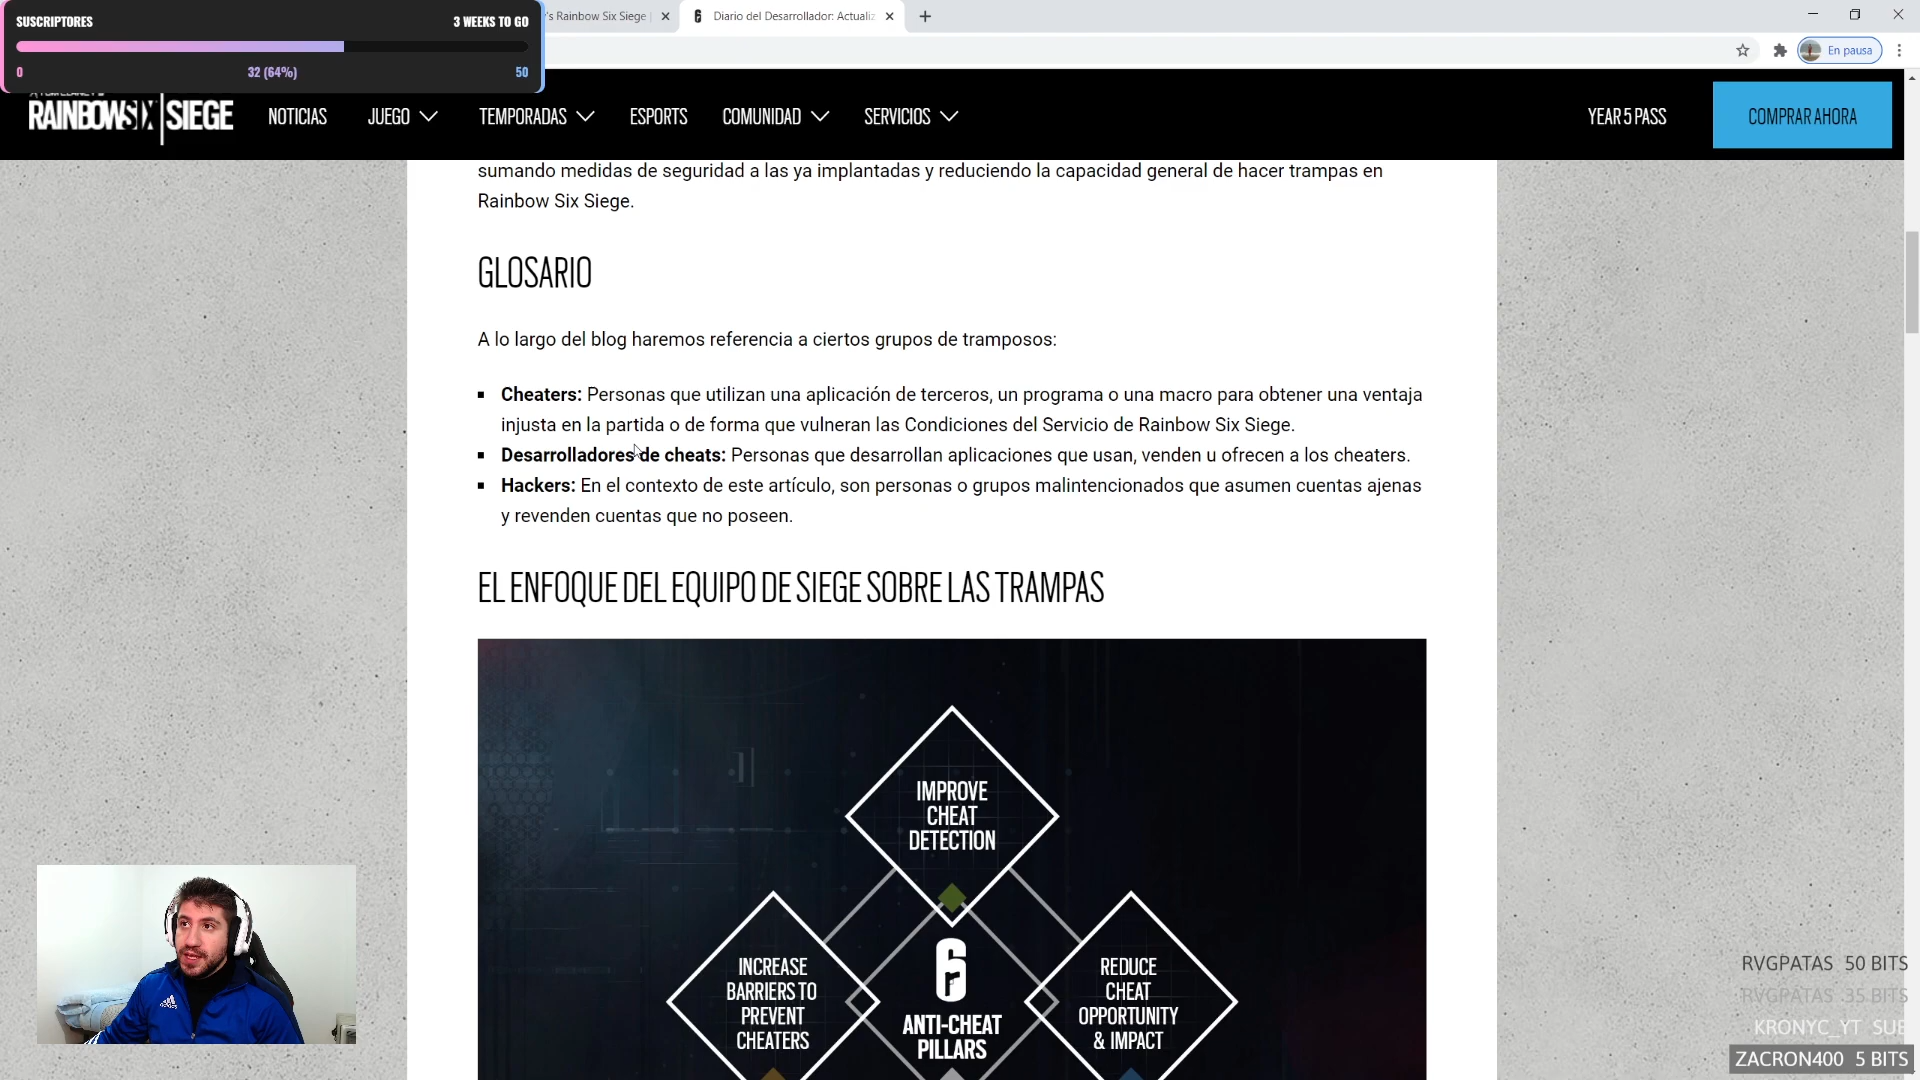 SUSCRIPTORES
3 WEEKS TO GO
0
32 (64%)
50
's Rainbow Six Siege |
Diario del Desarrollador: Actualiz
En pausa
RAINBOWSIX|SIEGE
NOTICIAS
JUEGO
TEMPORADAS
ESPORTS
COMUNIDAD
SERVICIOS
YEAR 5 PASS
COMPRAR AHORA
sumando medidas de seguridad a las ya implantadas y reduciendo la capacidad general de hacer trampas en
Rainbow Six Siege.
GLOSARIO
A lo largo del blog haremos referencia a ciertos grupos de tramposos:
▪ Cheaters: Personas que utilizan una aplicación de terceros, un programa o una macro para obtener una ventaja
injusta en la partida o de forma que vulneran las Condiciones del Servicio de Rainbow Six Siege.
▪ Desarrolladores de cheats: Personas que desarrollan aplicaciones que usan, venden u ofrecen a los cheaters.
▪ Hackers: En el contexto de este artículo, son personas o grupos malintencionados que asumen cuentas ajenas
y revenden cuentas que no poseen.
EL ENFOQUE DEL EQUIPO DE SIEGE SOBRE LAS TRAMPAS
IMPROVE
CHEAT
DETECTION
INCREASE
BARRIERS TO
PREVENT
CHEATERS
6
ANTI-CHEAT
PILLARS
REDUCE
CHEAT
OPPORTUNITY
& IMPACT
adidas
RVGPATAS 50 BITS
RVGPATAS 35 BITS
KRONYC_YT SUE
ZACRON400 5 BITS